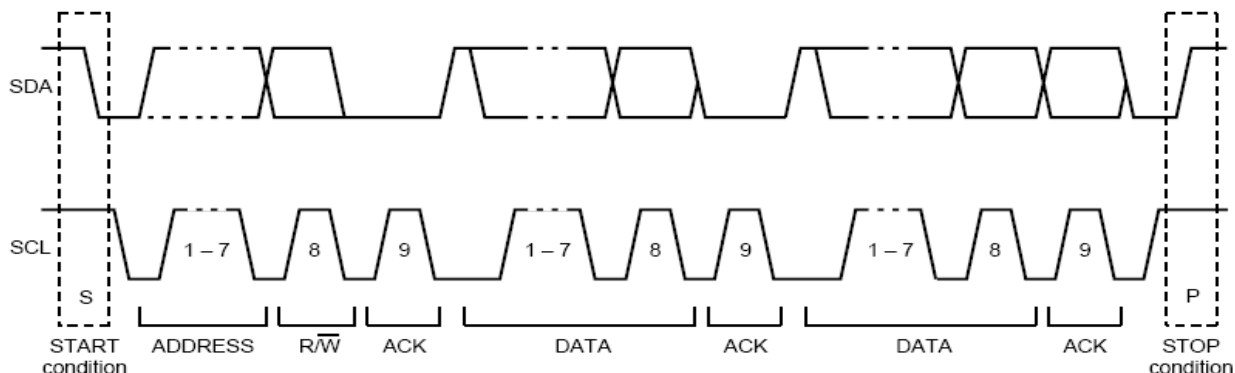 SDA
SCL
1 – 7 8 9 1 – 7 8 9 1 – 7 8 9
S P
START condition ADDRESS R/W̅ ACK DATA ACK DATA ACK STOP condition